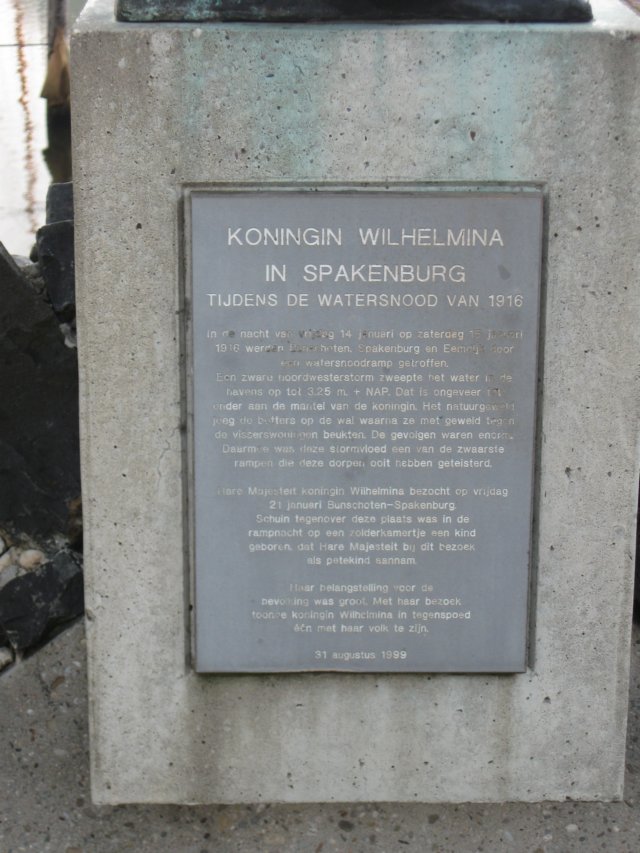 KONINGIN WILHELMINA
IN SPAKENBURG
TIJDENS DE WATERSNOOD VAN 1916
In de nacht van vrijdag 14 januari op zaterdag 15 januari
1916 werden Bunschoten, Spakenburg en Eemdijk door
een watersnoodramp getroffen.
Een zware noordwesterstorm zweepte het water in de
havens op tot 3.25 m. + NAP. Dat is ongeveer tot
onder aan de mantel van de koningin. Het natuurgeweld
joeg de botters op de wal waarna ze met geweld tegen
de visserswoningen beukten. De gevolgen waren enorm.
Daarmee was deze stormvloed een van de zwaarste
rampen die deze dorpen ooit hebben geteisterd.
Hare Majesteit koningin Wilhelmina bezocht op vrijdag
21 januari Bunschoten-Spakenburg.
Schuin tegenover deze plaats was in de
rampnacht op een zolderkamertje een kind
geboren, dat Hare Majesteit bij dit bezoek
als petekind aannam.
Haar belangstelling voor de
bevolking was groot. Met haar bezoek
toonde koningin Wilhelmina in tegenspoed
één met haar volk te zijn.
31 augustus 1999